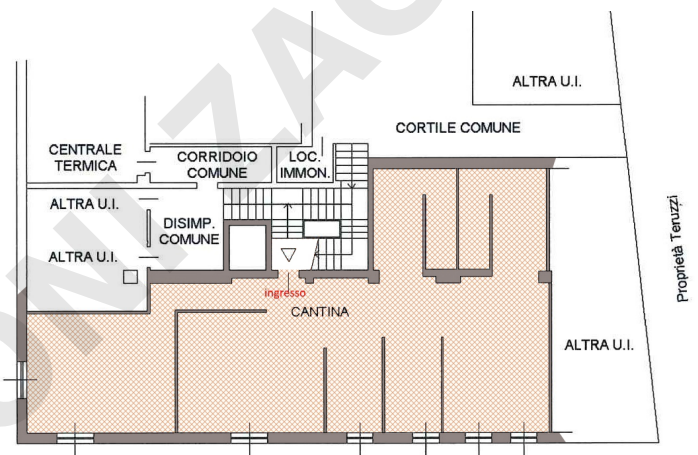 ALTRA U.I.
CORTILE COMUNE
CENTRALE
TERMICA
CORRIDOIO
COMUNE
LOC.
IMMON.
ALTRA U.I.
DISIMP.
COMUNE
ALTRA U.I.
ingresso
CANTINA
ALTRA U.I.
Proprietà Teruzzi